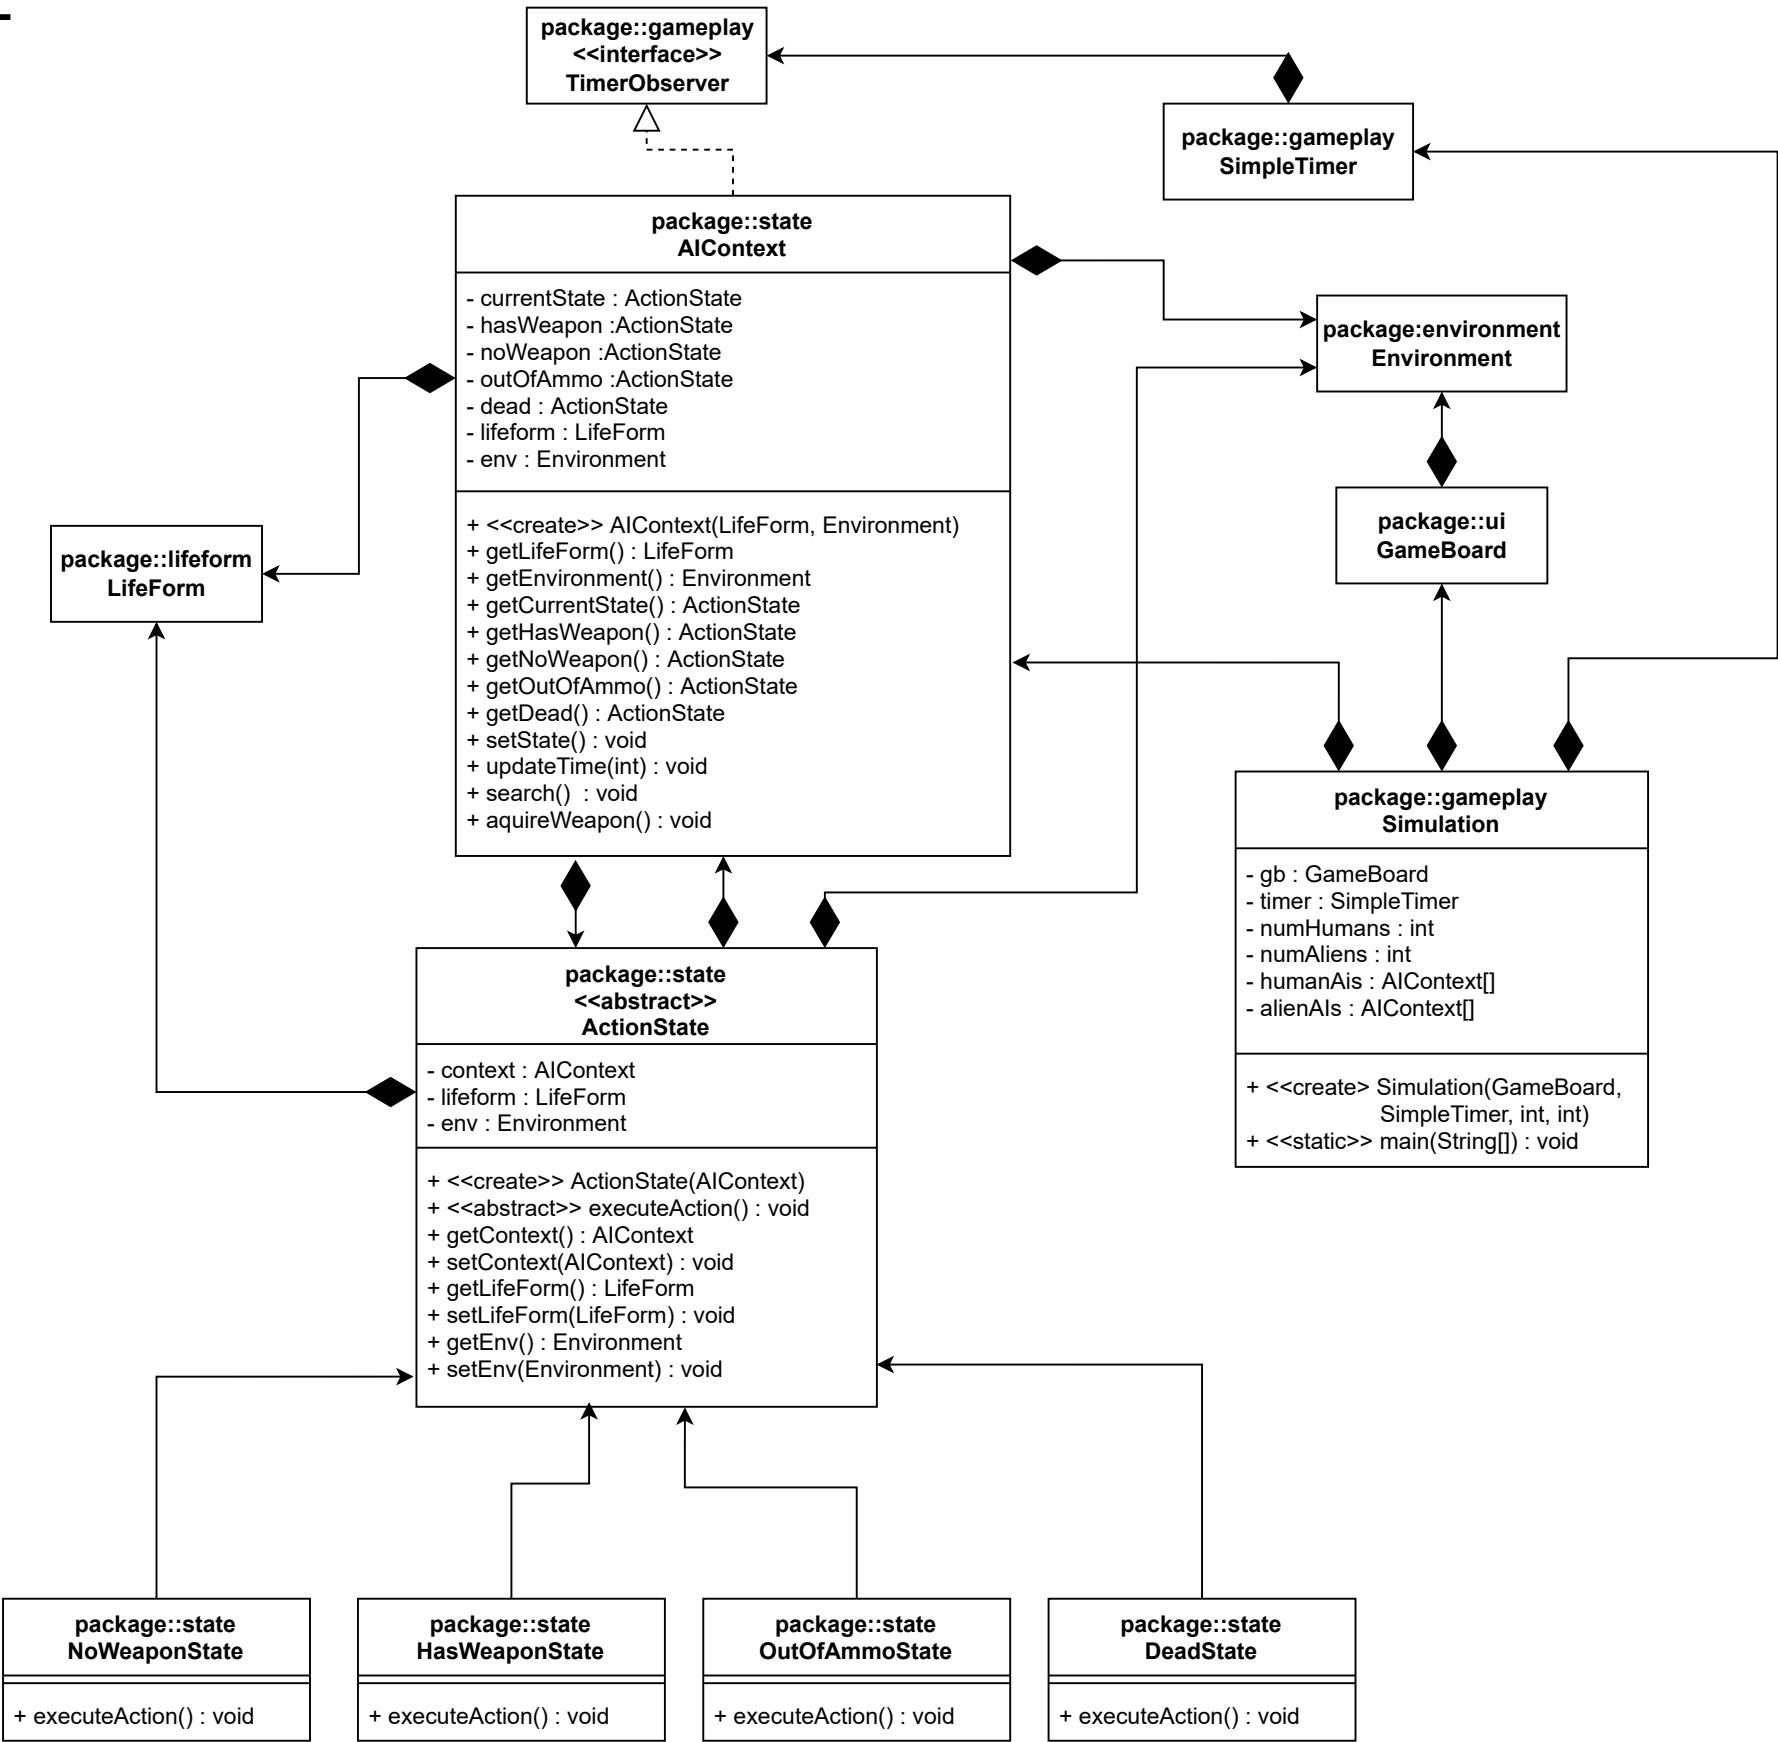 package::gameplay
<<interface>>
TimerObserver
package::gameplay
SimpleTimer
package::state
AIContext
- currentState : ActionState
- hasWeapon :ActionState
- noWeapon :ActionState
- outOfAmmo :ActionState
- dead : ActionState
- lifeform : LifeForm
- env : Environment
+ <<create>> AIContext(LifeForm, Environment)
+ getLifeForm() : LifeForm
+ getEnvironment() : Environment
+ getCurrentState() : ActionState
+ getHasWeapon() : ActionState
+ getNoWeapon() : ActionState
+ getOutOfAmmo() : ActionState
+ getDead() : ActionState
+ setState() : void
+ updateTime(int) : void
+ search()  : void
+ aquireWeapon() : void
package:environment
Environment
package::ui
GameBoard
package::lifeform
LifeForm
package::gameplay
Simulation
- gb : GameBoard
- timer : SimpleTimer
- numHumans : int
- numAliens : int
- humanAis : AIContext[]
- alienAIs : AIContext[]
+ <<create> Simulation(GameBoard,
SimpleTimer, int, int)
+ <<static>> main(String[]) : void
package::state
<<abstract>>
ActionState
- context : AIContext
- lifeform : LifeForm
- env : Environment
+ <<create>> ActionState(AIContext)
+ <<abstract>> executeAction() : void
+ getContext() : AIContext
+ setContext(AIContext) : void
+ getLifeForm() : LifeForm
+ setLifeForm(LifeForm) : void
+ getEnv() : Environment
+ setEnv(Environment) : void
package::state
NoWeaponState
+ executeAction() : void
package::state
HasWeaponState
+ executeAction() : void
package::state
OutOfAmmoState
+ executeAction() : void
package::state
DeadState
+ executeAction() : void